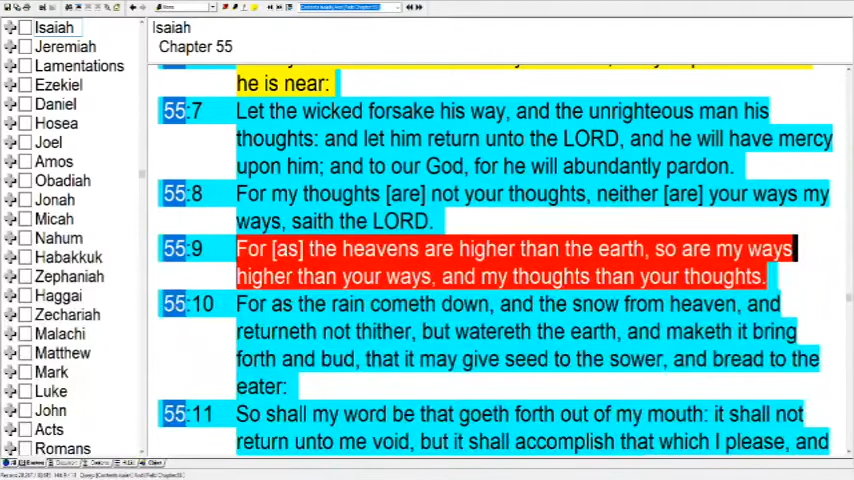 Isaiah
Jeremiah
Lamentations
Ezekiel
Daniel
Hosea
Joel
Amos
Obadiah
Jonah
Micah
Nahum
Habakkuk
Zephaniah
Haggai
Zechariah
Malachi
Matthew
Mark
Luke
John
Acts
Romans
Isaiah
Chapter 55
he is near:
55:7 Let the wicked forsake his way, and the unrighteous man his
thoughts: and let him return unto the LORD, and he will have mercy
upon him; and to our God, for he will abundantly pardon.
55:8 For my thoughts [are] not your thoughts, neither [are] your ways my
ways, saith the LORD.
55:9 For [as] the heavens are higher than the earth, so are my ways
higher than your ways, and my thoughts than your thoughts.
55:10 For as the rain cometh down, and the snow from heaven, and
returneth not thither, but watereth the earth, and maketh it bring
forth and bud, that it may give seed to the sower, and bread to the
eater:
55:11 So shall my word be that goeth forth out of my mouth: it shall not
return unto me void, but it shall accomplish that which I please, and